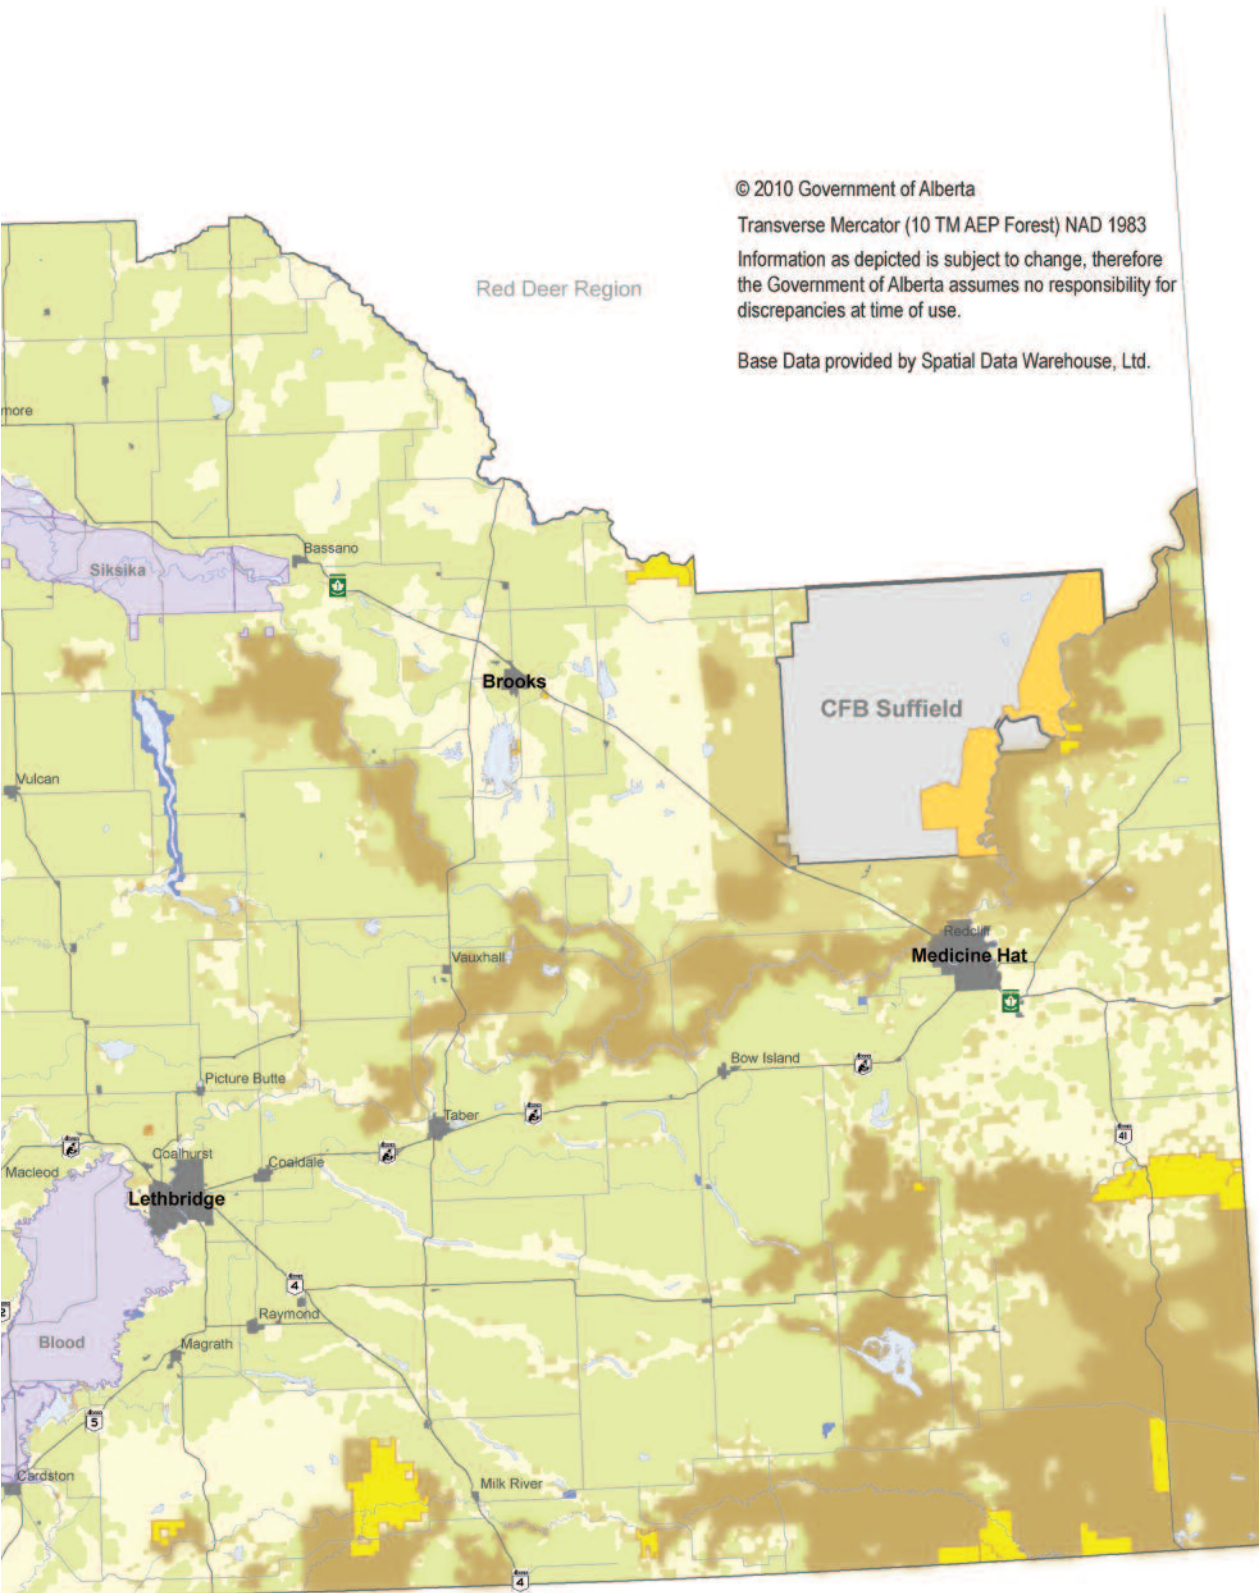 © 2010 Government of Alberta
Transverse Mercator (10 TM AEP Forest) NAD 1983
Information as depicted is subject to change, therefore
the Government of Alberta assumes no responsibility for
discrepancies at time of use.
Base Data provided by Spatial Data Warehouse, Ltd.
Red Deer Region
more
Bassano
Siksika
1
Brooks
CFB Suffield
Vulcan
Redcliff
Medicine Hat
Vauxhall
1
Bow Island
Picture Butte
Taber
41
Coalhurst
Coaldale
Macleod
Lethbridge
4
2
Raymond
Blood
Magrath
5
Cardston
Milk River
4